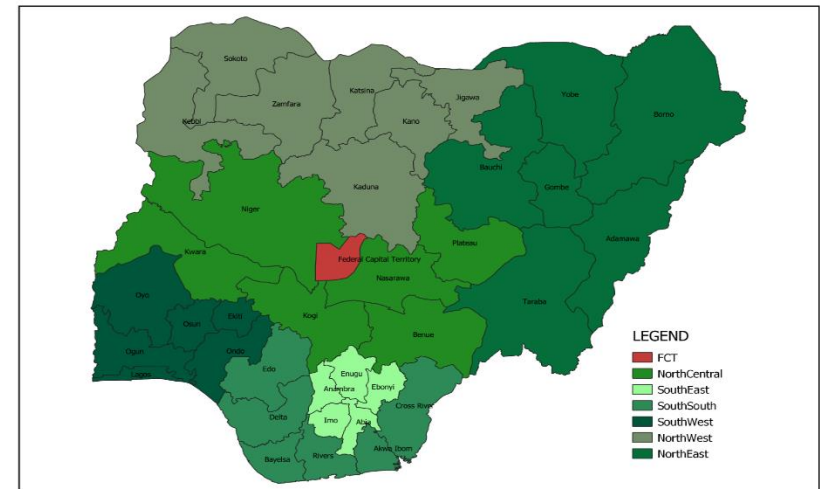 Sokoto
Katsina
Jigawa
Yobe
Borno
Zamfara
Kano
Kebbi
Bauchi
Gombe
Kaduna
Niger
Plateau
Adamawa
Kwara
Federal Capital Territory
Nasarawa
Taraba
Oyo
Kogi
Osun
Ekiti
Benue
Ogun
Ondo
Lagos
Edo
Enugu
Anambra
Ebonyi
Cross River
Delta
Imo
Abia
Bayelsa
Rivers
Akwa Ibom
LEGEND
FCT
NorthCentral
SouthEast
SouthSouth
SouthWest
NorthWest
NorthEast